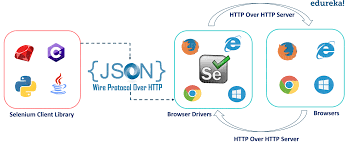 HTTP Over HTTP Server
edureka!
{JSON}
Wire Protocol Over HTTP
Se
Selenium Client Library
Browser Drivers
Browsers
HTTP Over HTTP Server